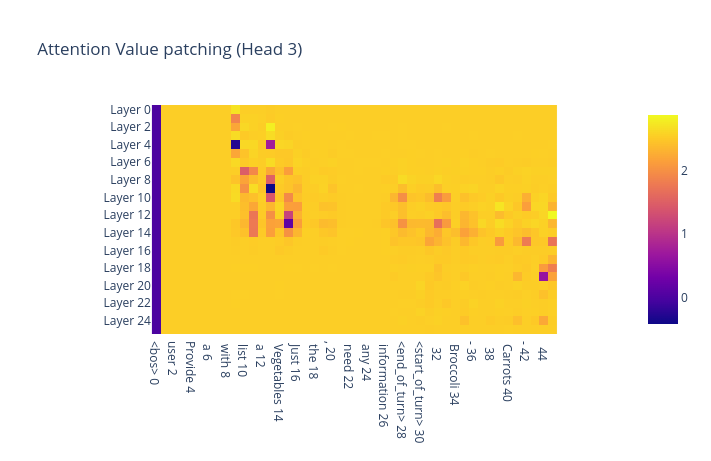 Attention Value patching (Head 3)
Layer 0
Layer 2
Layer 4
Layer 6
Layer 8
Layer 10
Layer 12
Layer 14
Layer 16
Layer 18
Layer 20
Layer 22
Layer 24
2
1
0
<bos> 0
user 2
Provide 4
a 6
with 8
list 10
a 12
Vegetables 14
Just 16
the 18
, 20
need 22
any 24
information 26
<end_of_turn> 28
<start_of_turn> 30
32
Broccoli 34
- 36
38
Carrots 40
- 42
44